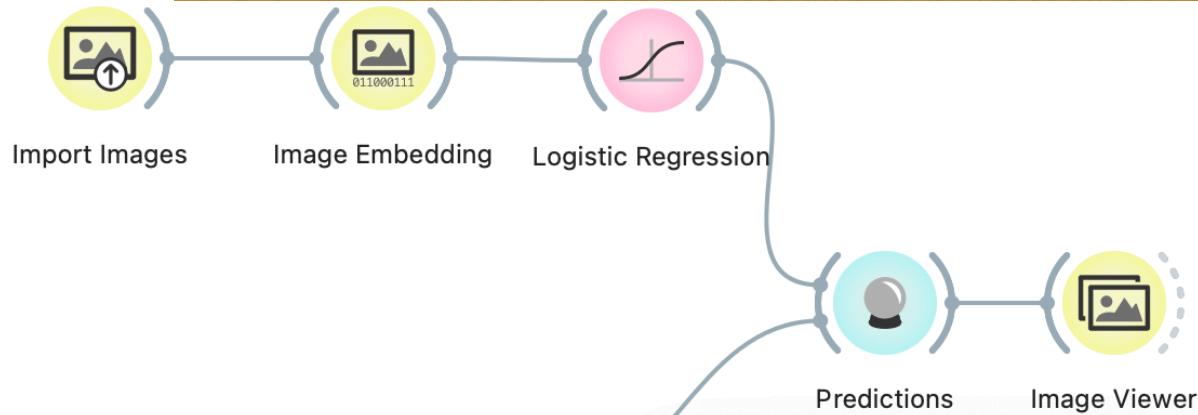 011000111
Import Images
Image Embedding
Logistic Regression
Predictions
Image Viewer